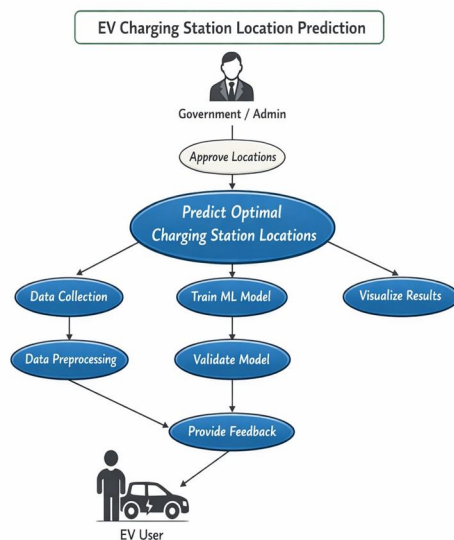 EV Charging Station Location Prediction
Government / Admin
Approve Locations
Predict Optimal
Charging Station Locations
Data Collection
Train ML Model
Visualize Results
Data Preprocessing
Validate Model
Provide Feedback
EV User